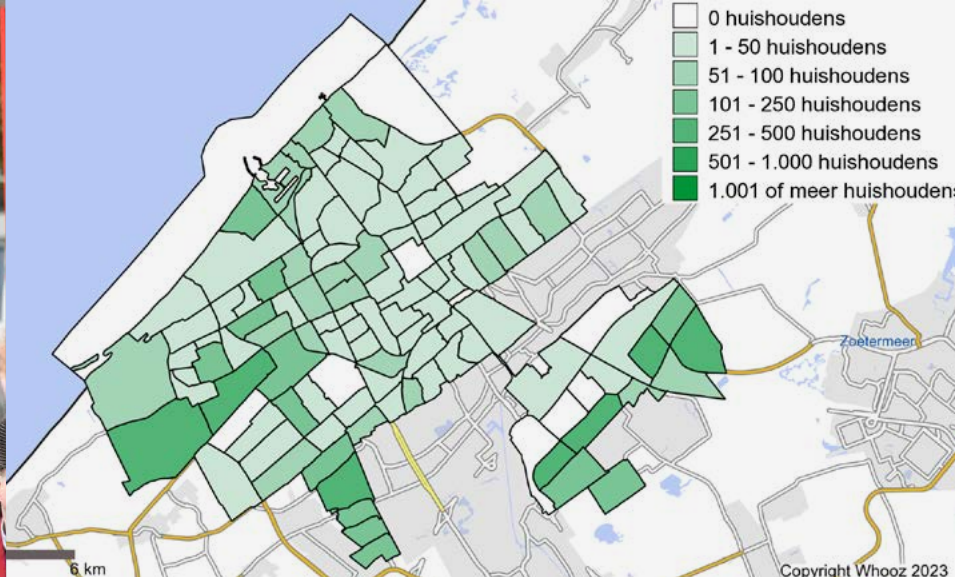 0 huishoudens
1 - 50 huishoudens
51 - 100 huishoudens
101 - 250 huishoudens
251 - 500 huishoudens
501 - 1.000 huishoudens
1.001 of meer huishoudens
Zoetermeer
6 km
Copyright Whooz 2023